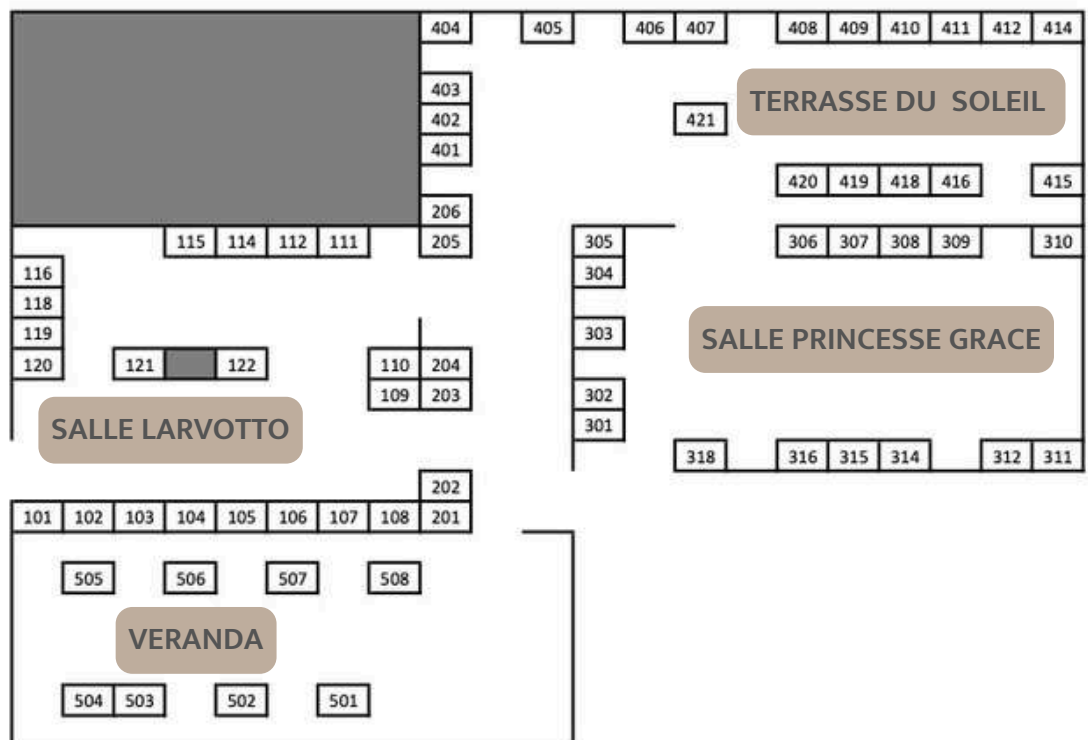 404 405 406 407 408 409 410 411 412 414
403
TERRASSE DU SOLEIL
402 421
401
420 419 418 416 415
206
115 114 112 111 205 305 306 307 308 309 310
116 304
118
119 303
SALLE PRINCESSE GRACE
120 121 122 110 204
109 203 302
SALLE LARVOTTO
301
318 316 315 314 312 311
202
101 102 103 104 105 106 107 108 201
505 506 507 508
VERANDA
504 503 502 501